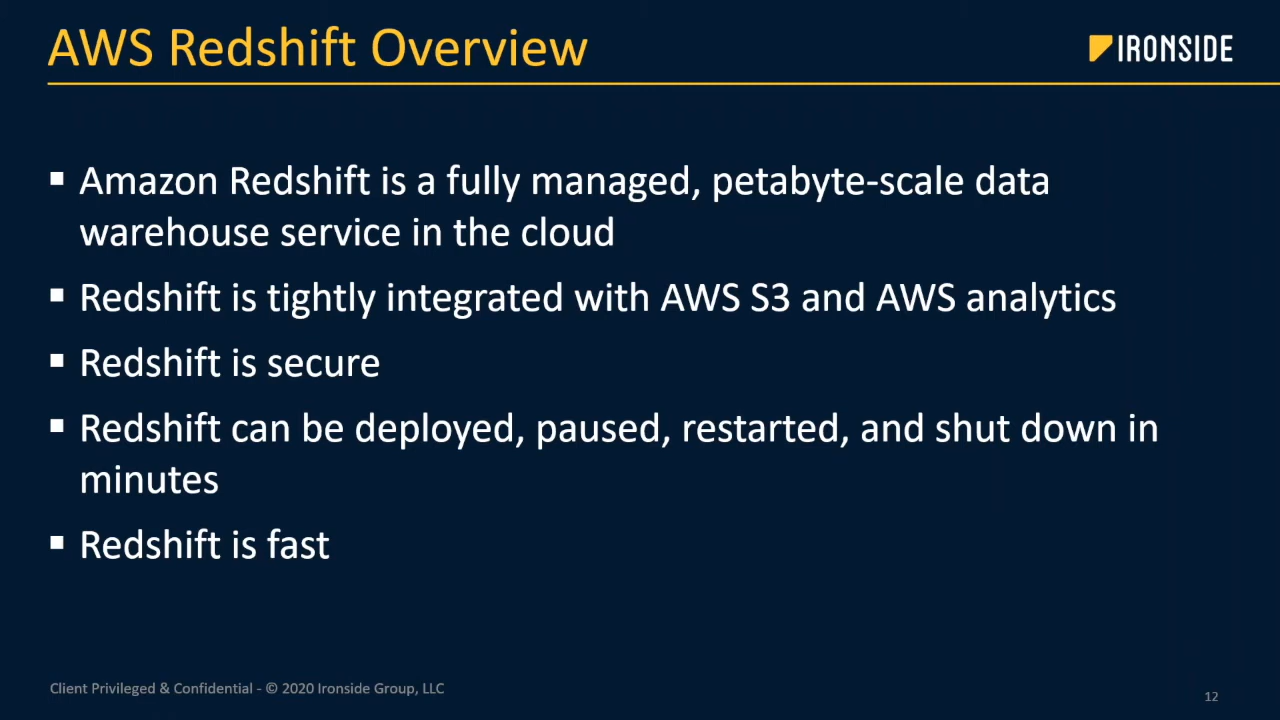 AWS Redshift Overview
IRONSIDE
▪ Amazon Redshift is a fully managed, petabyte-scale data
warehouse service in the cloud
▪ Redshift is tightly integrated with AWS S3 and AWS analytics
▪ Redshift is secure
▪ Redshift can be deployed, paused, restarted, and shut down in
minutes
▪ Redshift is fast
Client Privileged & Confidential - © 2020 Ironside Group, LLC
12